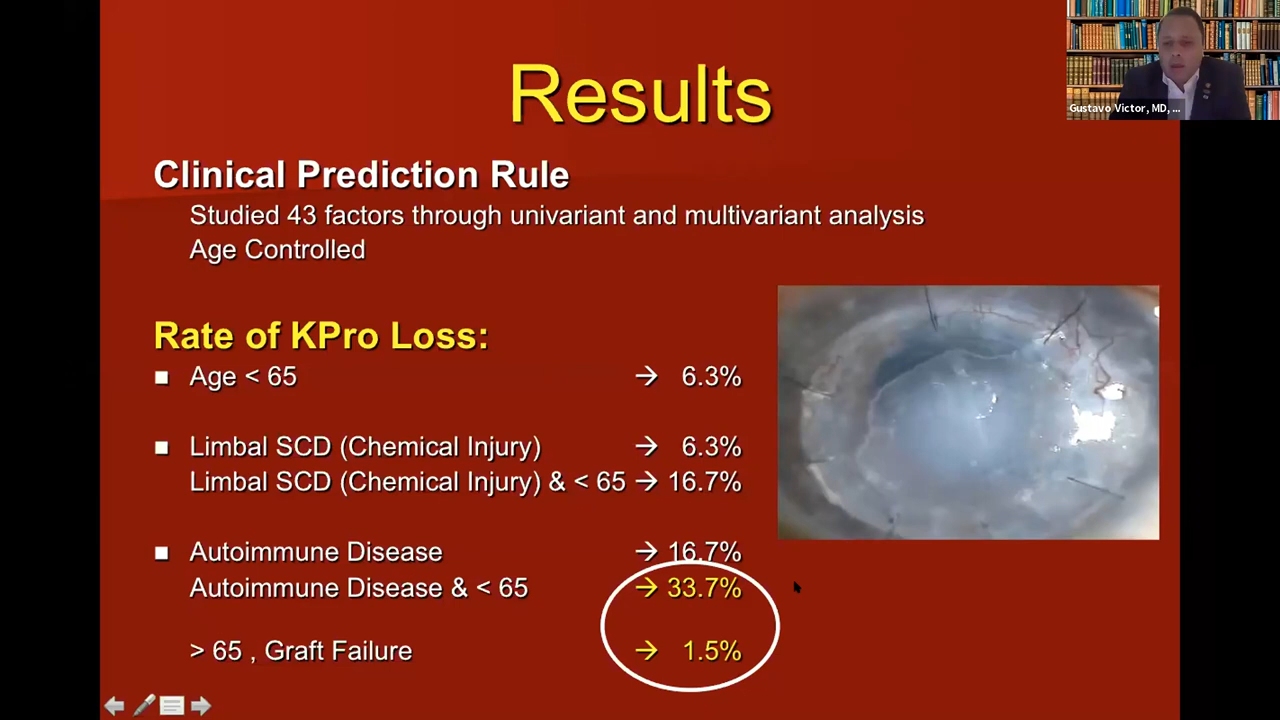 Results
Gustavo Victor, MD, ...
Clinical Prediction Rule
Studied 43 factors through univariant and multivariant analysis
Age Controlled
Rate of KPro Loss:
■ Age < 65 → 6.3%
■ Limbal SCD (Chemical Injury) → 6.3%
Limbal SCD (Chemical Injury) & < 65 → 16.7%
■ Autoimmune Disease → 16.7%
Autoimmune Disease & < 65 → 33.7%
> 65 , Graft Failure → 1.5%